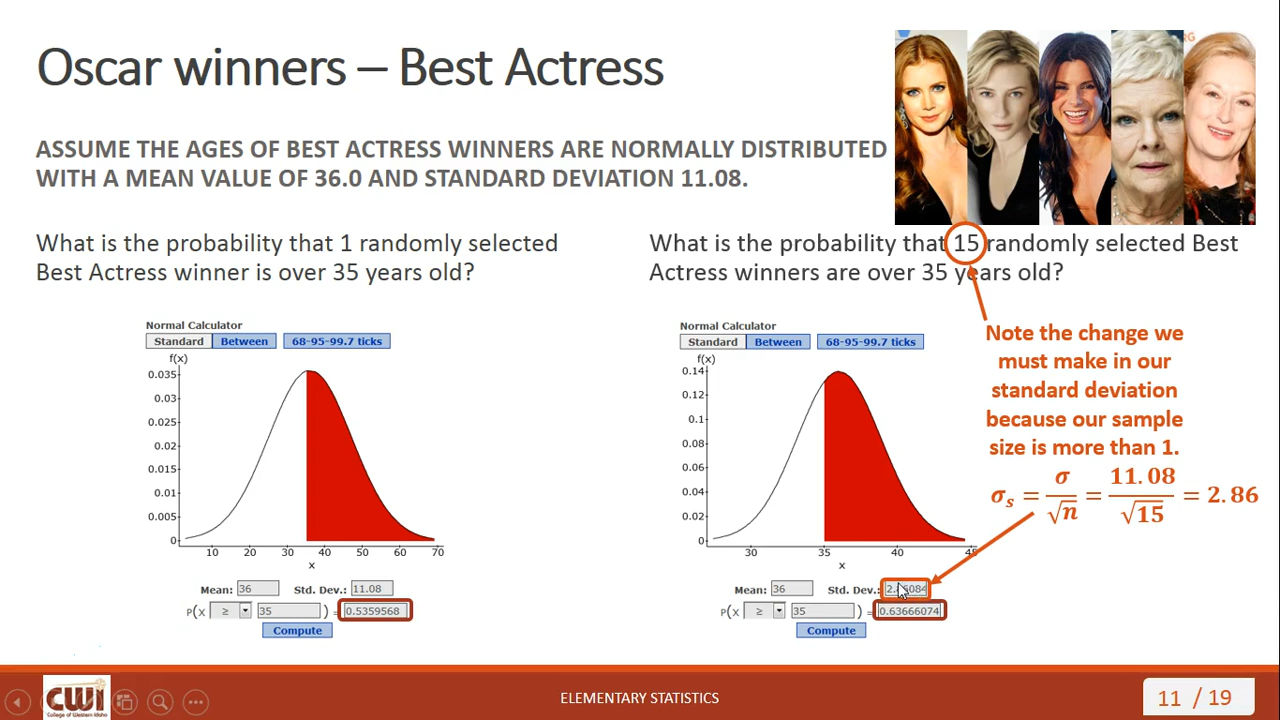 Oscar winners – Best Actress
ASSUME THE AGES OF BEST ACTRESS WINNERS ARE NORMALLY DISTRIBUTED
WITH A MEAN VALUE OF 36.0 AND STANDARD DEVIATION 11.08.
What is the probability that 1 randomly selected
Best Actress winner is over 35 years old?
Normal Calculator
Standard Between 68-95-99.7 ticks
f(x)
0.035
0.03
0.025
0.02
0.015
0.01
0.005
0
10 20 30 40 50 60 70
x
Mean: 36 Std. Dev.: 11.08
P(x ≥ 35 ) = 0.5359568
Compute
What is the probability that 15 randomly selected Best
Actress winners are over 35 years old?
Normal Calculator
Standard Between 68-95-99.7 ticks
f(x)
0.14
0.12
0.1
0.08
0.06
0.04
0.02
0
30 35 40 45
x
Mean: 36 Std. Dev.:
P(x ≥ 35 ) = 0.63666074
Compute
Note the change we
must make in our
standard deviation
because our sample
size is more than 1.
σs = σ/√n = 11.08/√15 = 2.86
CWI
College of Western Idaho
ELEMENTARY STATISTICS
11 / 19